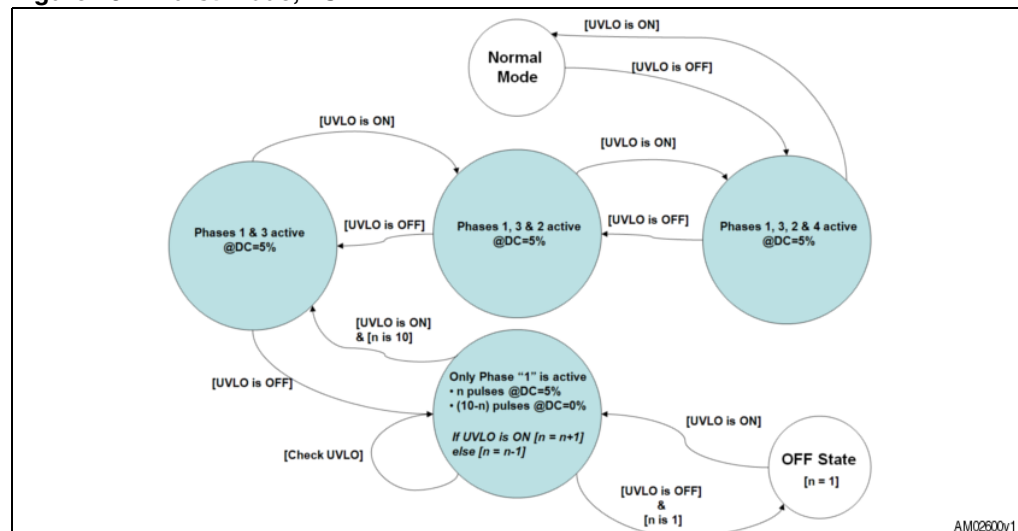 [UVLO is ON]
Normal
Mode
[UVLO is OFF]
[UVLO is ON]
[UVLO is ON]
Phases 1 & 3 active
@DC=5%
[UVLO is OFF]
Phases 1, 3 & 2 active
@DC=5%
[UVLO is OFF]
Phases 1, 3, 2 & 4 active
@DC=5%
[UVLO is ON]
& [n is 10]
[UVLO is OFF]
Only Phase “1” is active
• n pulses @DC=5%
• (10-n) pulses @DC=0%
If UVLO is ON [n = n+1]
else [n = n-1]
[Check UVLO]
[UVLO is ON]
OFF State
[n = 1]
[UVLO is OFF]
&
[n is 1]
AM02600v1